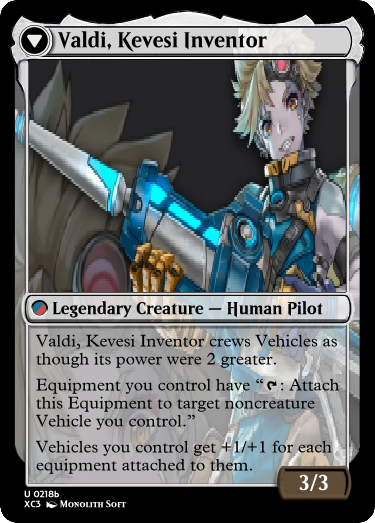 Valdi, Kevesi Inventor
Legendary Creature — Human Pilot
Valdi, Kevesi Inventor crews Vehicles as
though its power were 2 greater.
Equipment you control have “: Attach
this Equipment to target noncreature
Vehicle you control.”
Vehicles you control get +1/+1 for each
equipment attached to them.
3/3
U 0218b
XC3 Monolith Soft